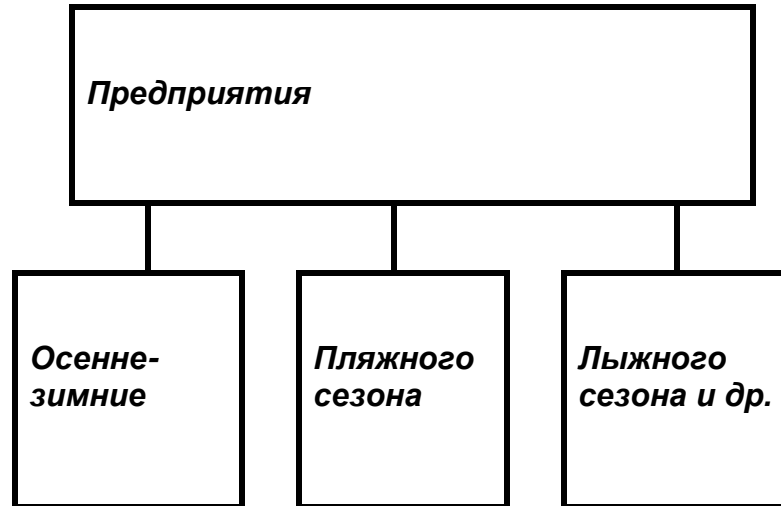 Предприятия
Осенне-
зимние
Пляжного
сезона
Лыжного
сезона и др.